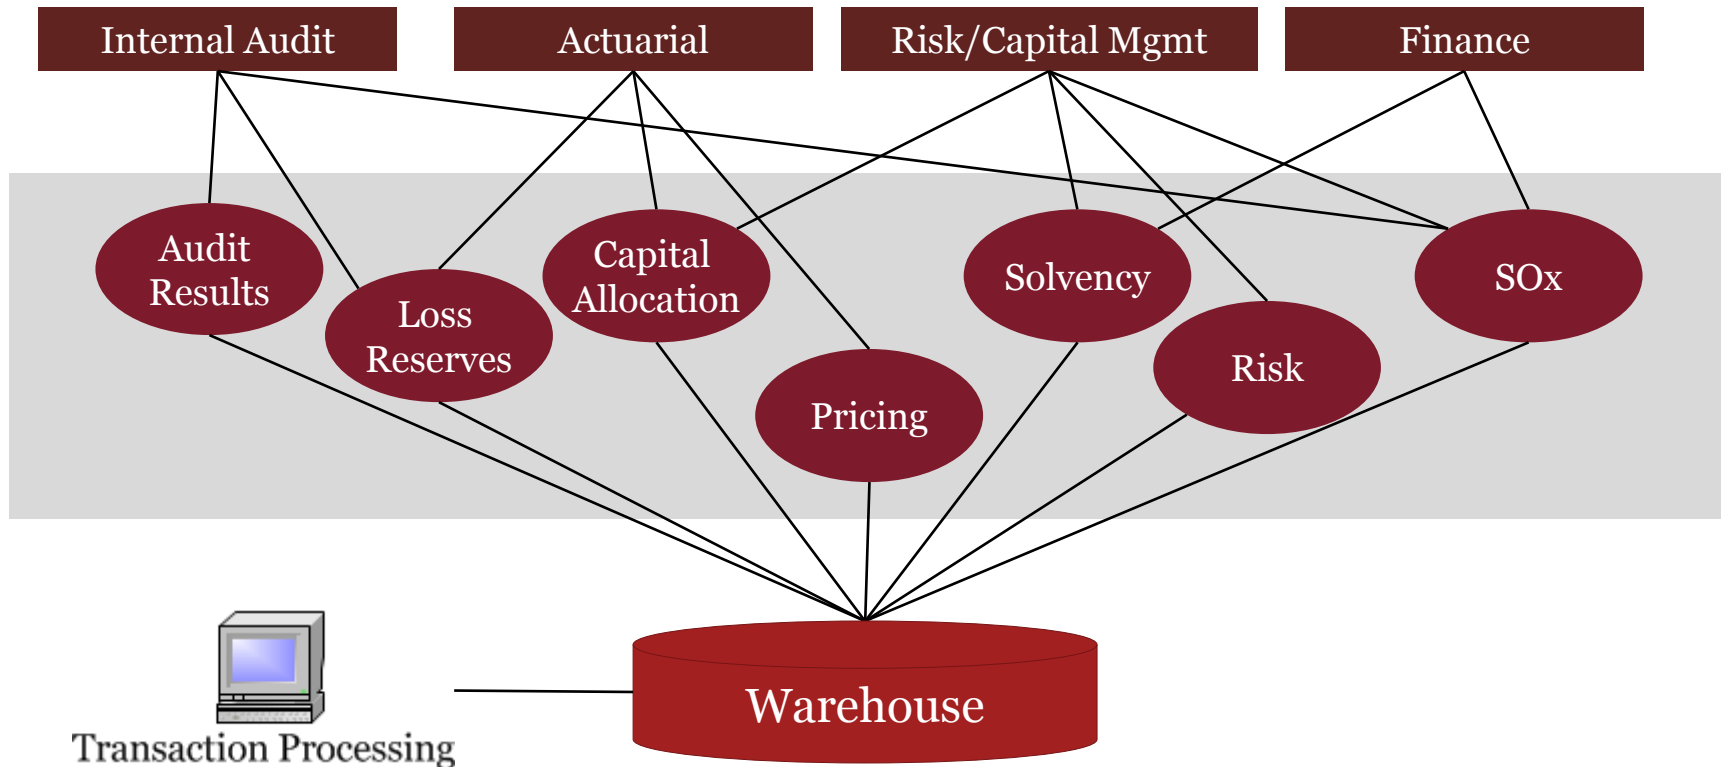 Internal Audit
Actuarial
Risk/Capital Mgmt
Finance
Audit
Results
Loss
Reserves
Capital
Allocation
Pricing
Solvency
Risk
SOx
Warehouse
Transaction Processing